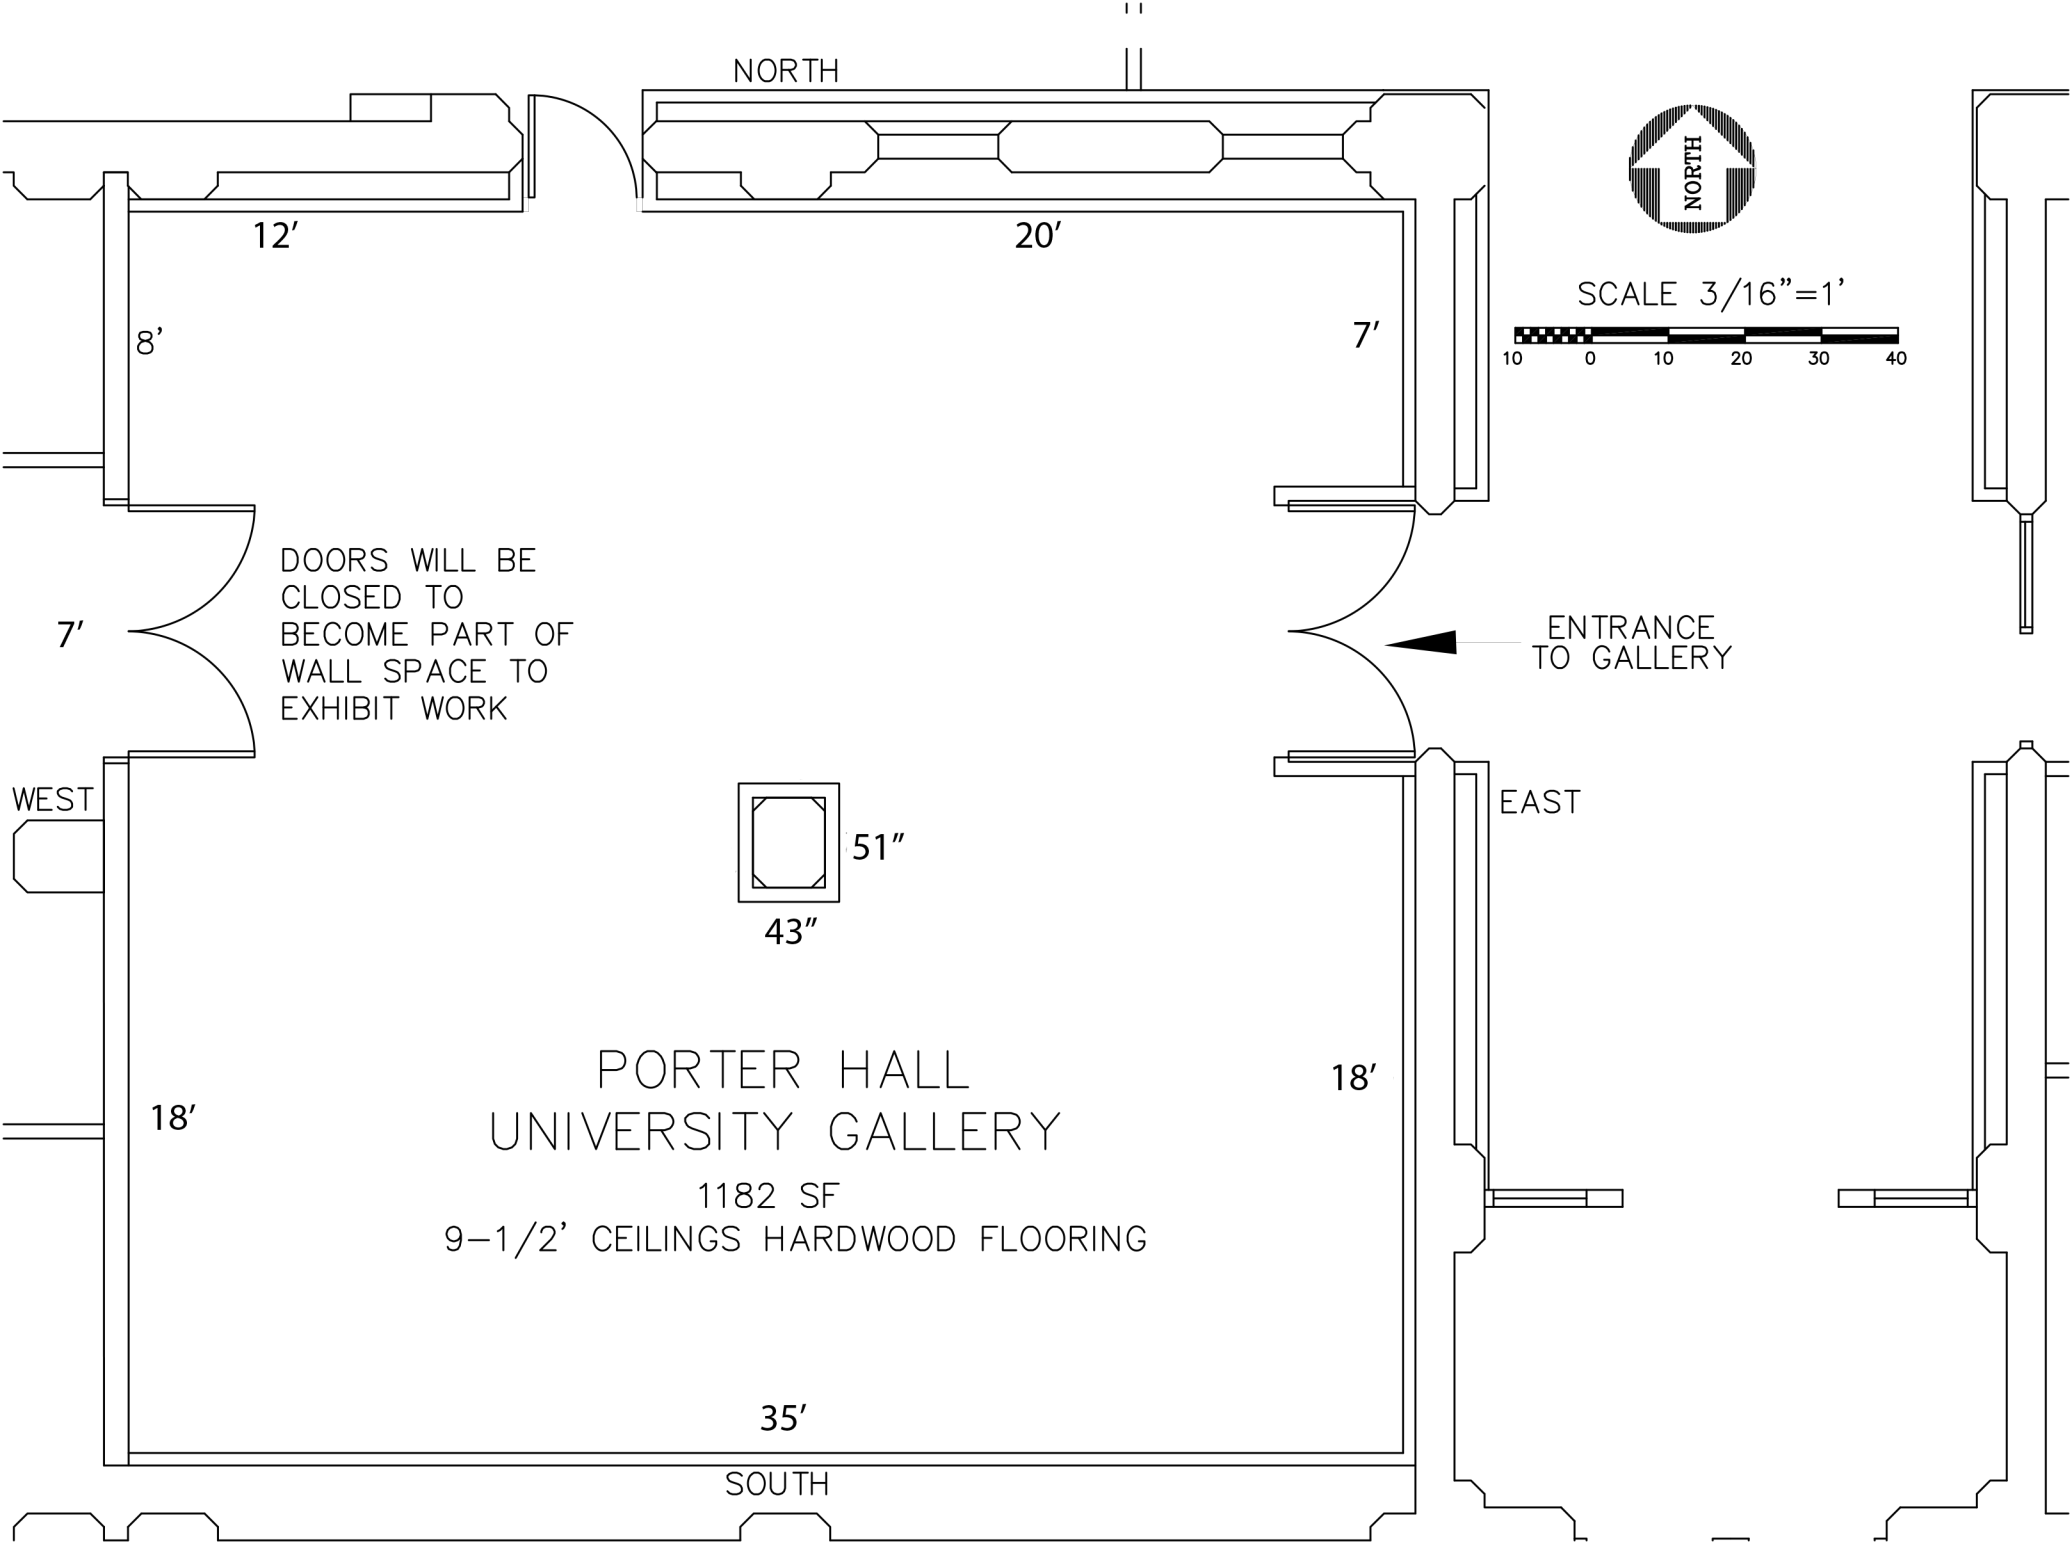 NORTH
NORTH
12′
20′
SCALE 3/16”=1’
10 0 10 20 30 40
8’
7′
DOORS WILL BE
CLOSED TO
BECOME PART OF
WALL SPACE TO
EXHIBIT WORK
7′
ENTRANCE
TO GALLERY
WEST
EAST
51″
43″
PORTER HALL
UNIVERSITY GALLERY
1182 SF
9-1/2’ CEILINGS HARDWOOD FLOORING
18′
18′
35′
SOUTH